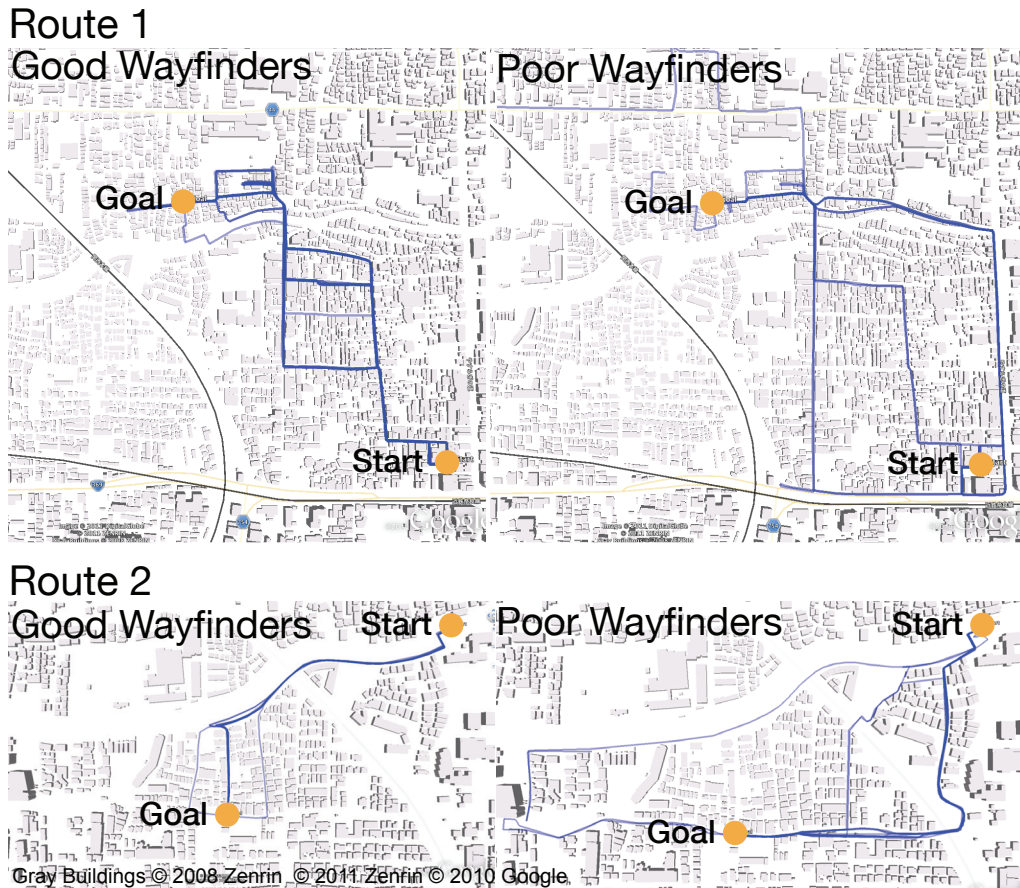 Route 1
Good Wayfinders
Poor Wayfinders
Goal
Goal
Start
Start
Google
Route 2
Good Wayfinders
Start
Poor Wayfinders
Start
Goal
Goal
Gray Buildings © 2008 Zenrin © 2011 Zenrin © 2010 Google